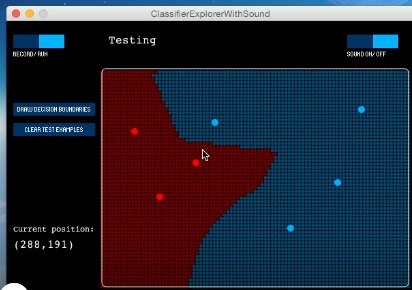 ClassifierExplorerWithSound
Testing
RECORD/RUN
SOUND ON/OFF
DRAW DECISION BOUNDARIES
CLEAR TEST EXAMPLES
Current position:
(288,191)